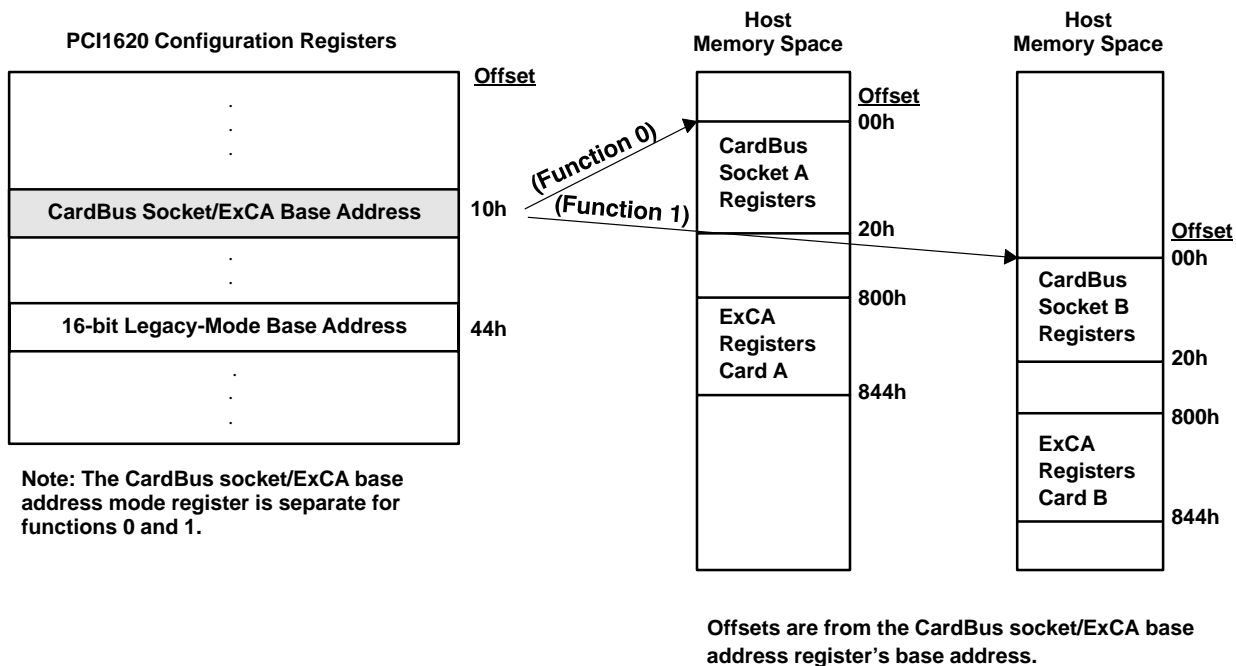 PCI1620 Configuration Registers
Offset
.
.
.
CardBus Socket/ExCA Base Address
10h
.
.
16-bit Legacy-Mode Base Address
44h
.
.
.
Note: The CardBus socket/ExCA base
address mode register is separate for
functions 0 and 1.
(Function 0)
(Function 1)
Host
Memory Space
Offset
00h
CardBus
Socket A
Registers
20h
800h
ExCA
Registers
Card A
844h
Host
Memory Space
Offset
00h
CardBus
Socket B
Registers
20h
800h
ExCA
Registers
Card B
844h
Offsets are from the CardBus socket/ExCA base
address register's base address.